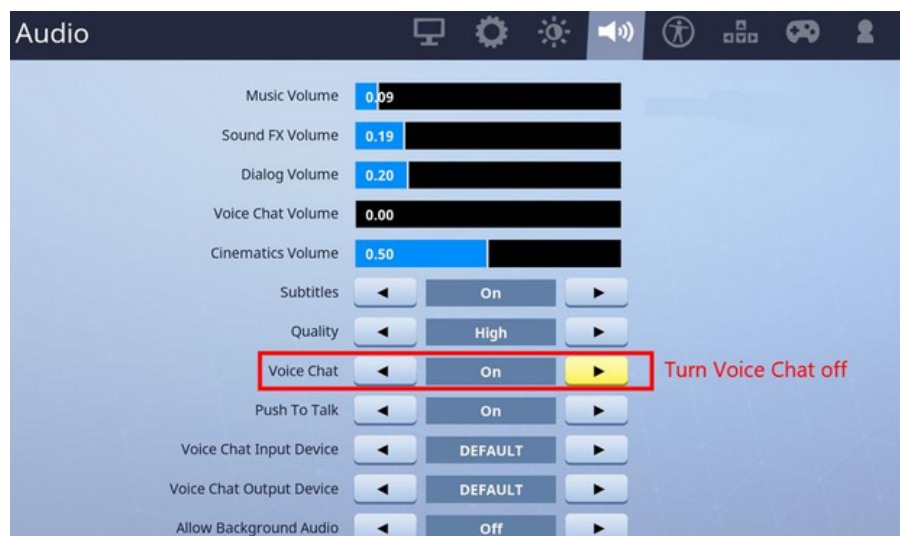 Audio
Music Volume 0.09
Sound FX Volume 0.19
Dialog Volume 0.20
Voice Chat Volume 0.00
Cinematics Volume 0.50
Subtitles On
Quality High
Voice Chat On Turn Voice Chat off
Push To Talk On
Voice Chat Input Device DEFAULT
Voice Chat Output Device DEFAULT
Allow Background Audio Off